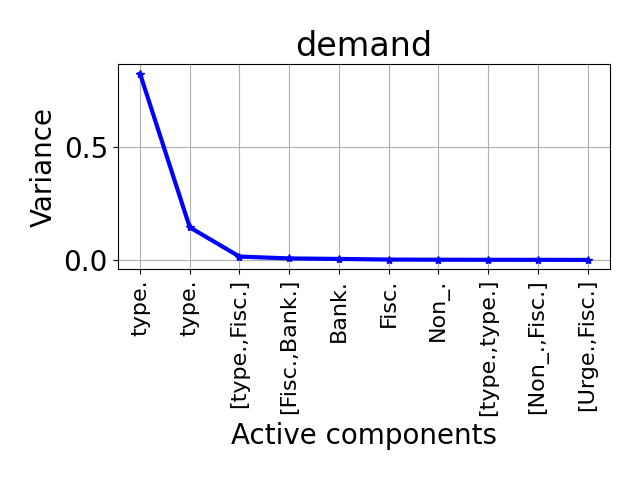 demand
Variance
0.5
0.0
type.
type.
[type.,Fisc.]
[Fisc.,Bank.]
Bank.
Fisc.
Non_.
[type.,type.]
[Non_.,Fisc.]
[Urge.,Fisc.]
Active components